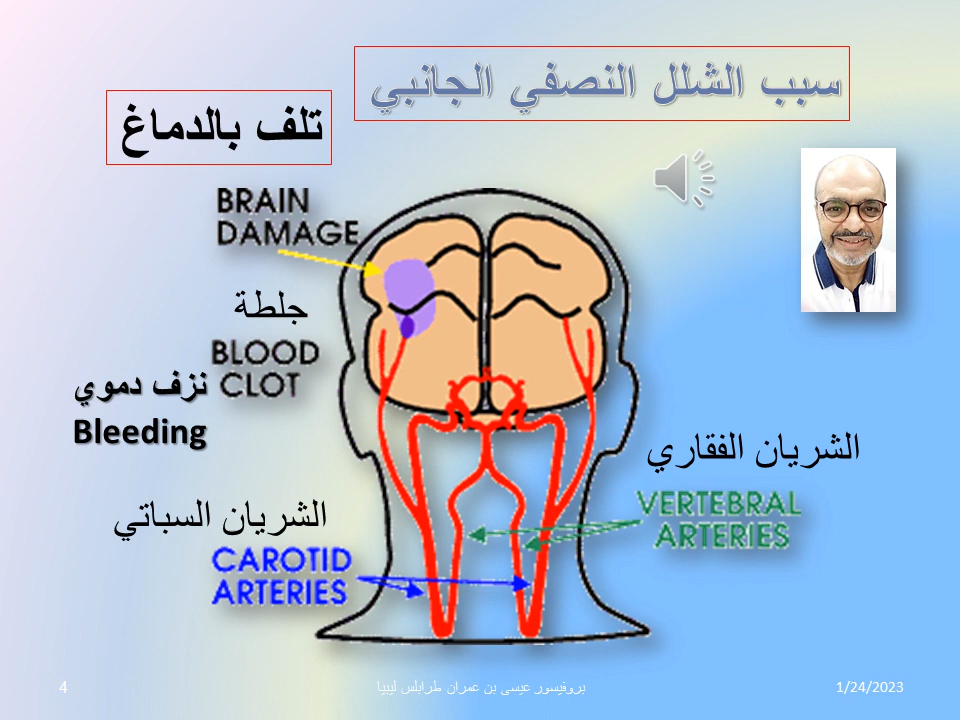 سبب الشلل النصفي الجانبي
تلف بالدماغ
BRAIN
DAMAGE
جلطة
BLOOD
CLOT
نزف دموي
Bleeding
الشريان الفقاري
VERTEBRAL
ARTERIES
الشريان السباتي
CAROTID
ARTERIES
4
بروفيسور عيسى بن عمران طرابلس ليبيا
1/24/2023